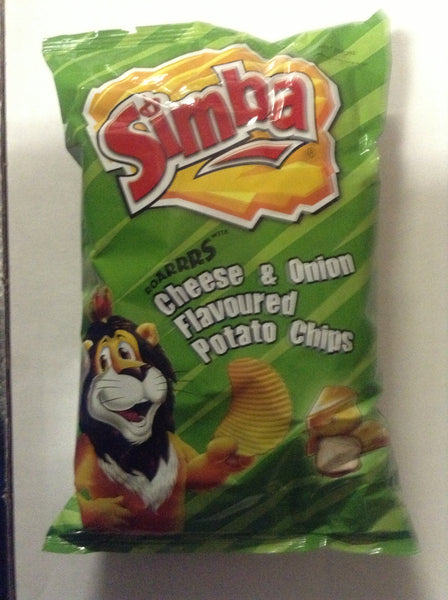 Simba
®
ROARRRS WITH
Cheese & Onion
Flavoured
Potato Chips